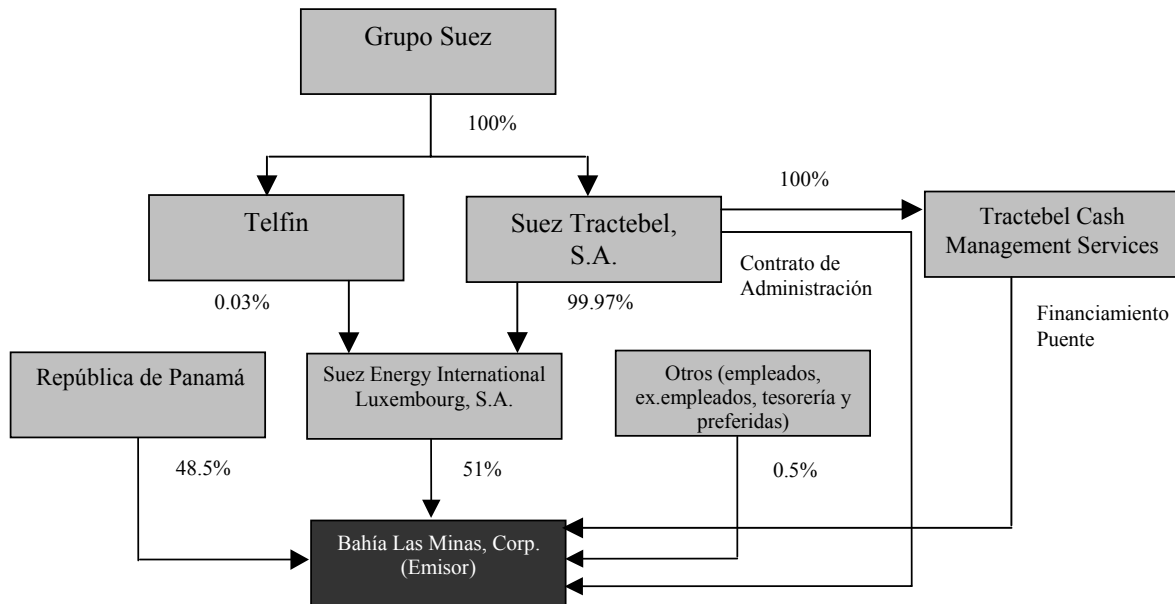 Grupo Suez
100%
Telfin
Suez Tractebel,
S.A.
100%
Tractebel Cash
Management Services
Contrato de
Administración
0.03%
99.97%
Financiamiento
Puente
República de Panamá
Suez Energy International
Luxembourg, S.A.
Otros (empleados,
ex.empleados, tesorería y
preferidas)
48.5%
51%
0.5%
Bahía Las Minas, Corp.
(Emisor)